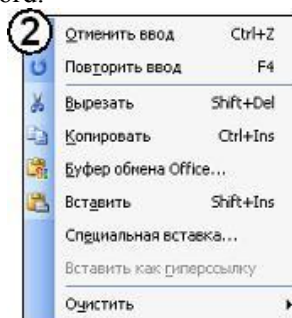 ord.
2
Отменить ввод Ctrl+Z
Повторить ввод F4
Вырезать Shift+Del
Копировать Ctrl+Ins
Буфер обмена Office...
Вставить Shift+Ins
Специальная вставка...
Вставить как гиперссылку
Очистить